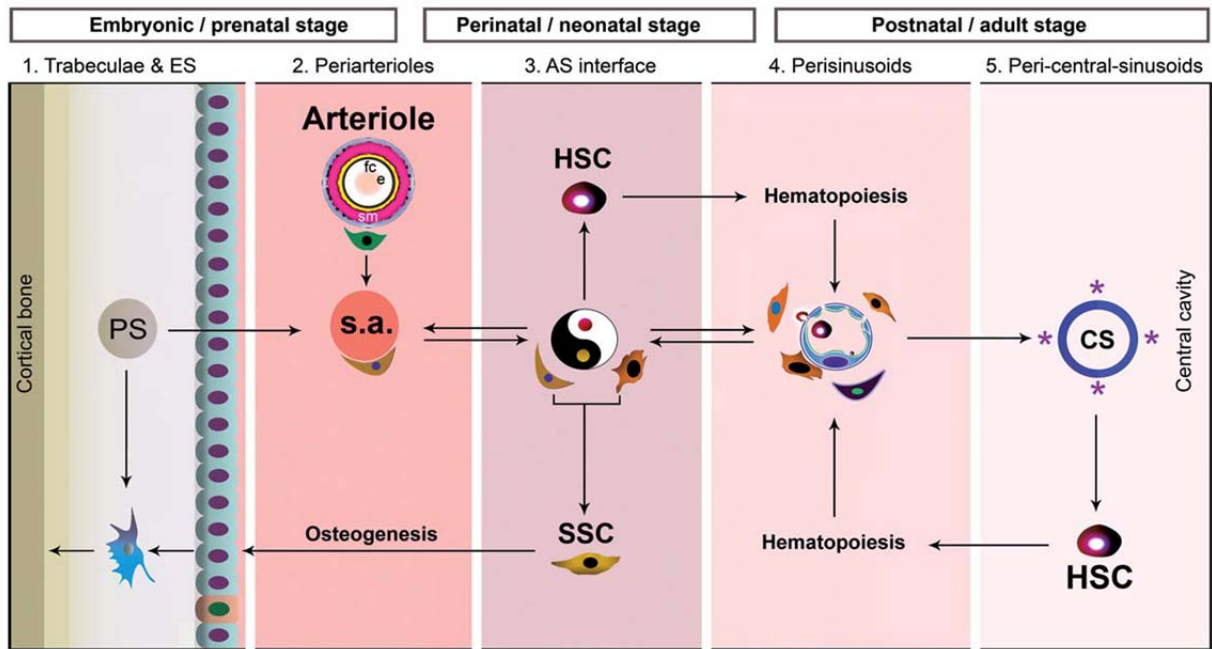 Embryonic / prenatal stage
Perinatal / neonatal stage
Postnatal / adult stage
1. Trabeculae & ES
2. Periarterioles
3. AS interface
4. Perisinusoids
5. Peri-central-sinusoids
Cortical bone
PS
Arteriole
fc
e
sm
s.a.
Osteogenesis
HSC
SSC
Hematopoiesis
Hematopoiesis
*
*
CS
*
*
HSC
Central cavity